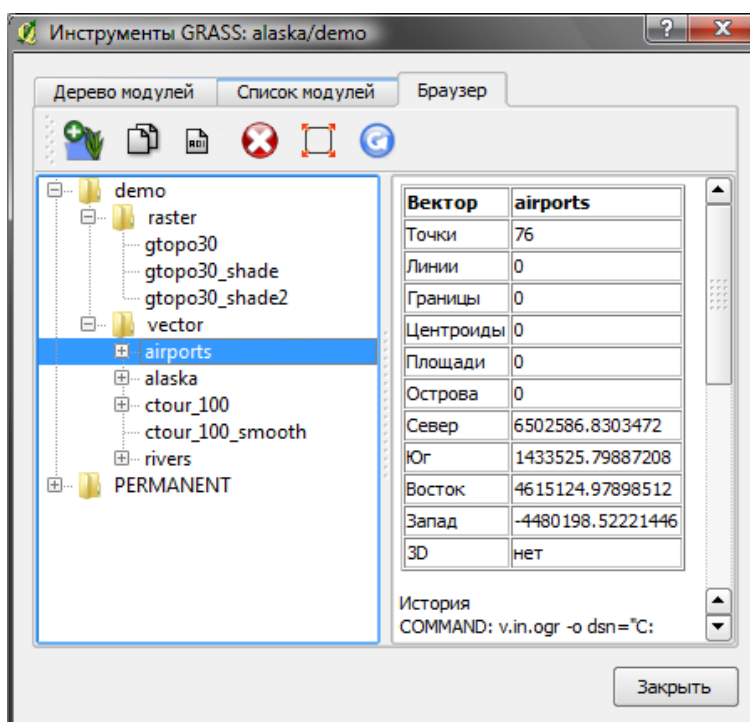 Инструменты GRASS: alaska/demo
?
Дерево модулей
Список модулей
Браузер
ADI
G
demo
raster
gtopo30
gtopo30_shade
gtopo30_shade2
vector
airports
alaska
ctour_100
ctour_100_smooth
rivers
PERMANENT
Вектор airports
Точки 76
Линии 0
Границы 0
Центроиды 0
Площади 0
Острова 0
Север 6502586.8303472
Юг 1433525.79887208
Восток 4615124.97898512
Запад -4480198.52221446
3D нет
История
COMMAND: v.in.ogr -o dsn="C:
Закрыть